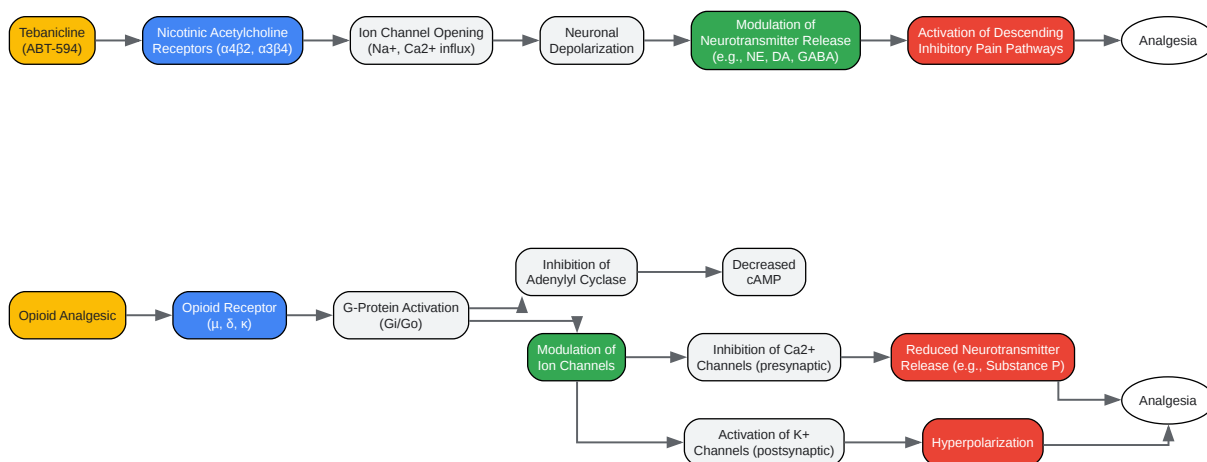 Tebanicline
(ABT-594)
Nicotinic Acetylcholine
Receptors (α4β2, α3β4)
Ion Channel Opening
(Na+, Ca2+ influx)
Neuronal
Depolarization
Modulation of
Neurotransmitter Release
(e.g., NE, DA, GABA)
Activation of Descending
Inhibitory Pain Pathways
Analgesia
Opioid Analgesic
Opioid Receptor
(μ, δ, κ)
G-Protein Activation
(Gi/Go)
Inhibition of
Adenylyl Cyclase
Decreased
cAMP
Modulation of
Ion Channels
Inhibition of Ca2+
Channels (presynaptic)
Reduced Neurotransmitter
Release (e.g., Substance P)
Activation of K+
Channels (postsynaptic)
Hyperpolarization
Analgesia